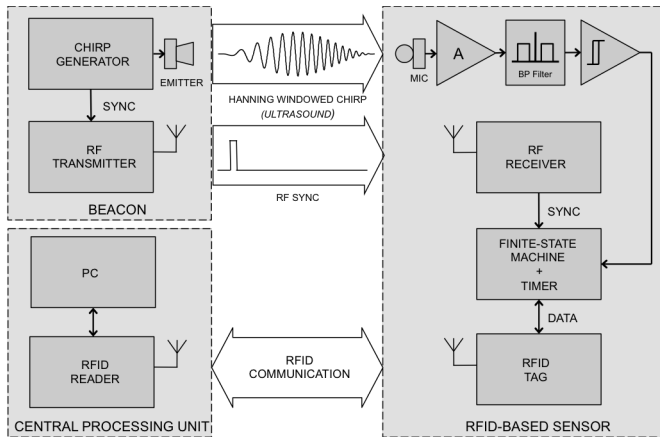 CHIRP
GENERATOR
EMITTER
SYNC
RF
TRANSMITTER
BEACON
HANNING WINDOWED CHIRP
(ULTRASOUND)
RF SYNC
MIC
A
BP Filter
RF
RECEIVER
SYNC
FINITE-STATE
MACHINE
+
TIMER
DATA
RFID
TAG
RFID-BASED SENSOR
PC
RFID
READER
CENTRAL PROCESSING UNIT
RFID
COMMUNICATION